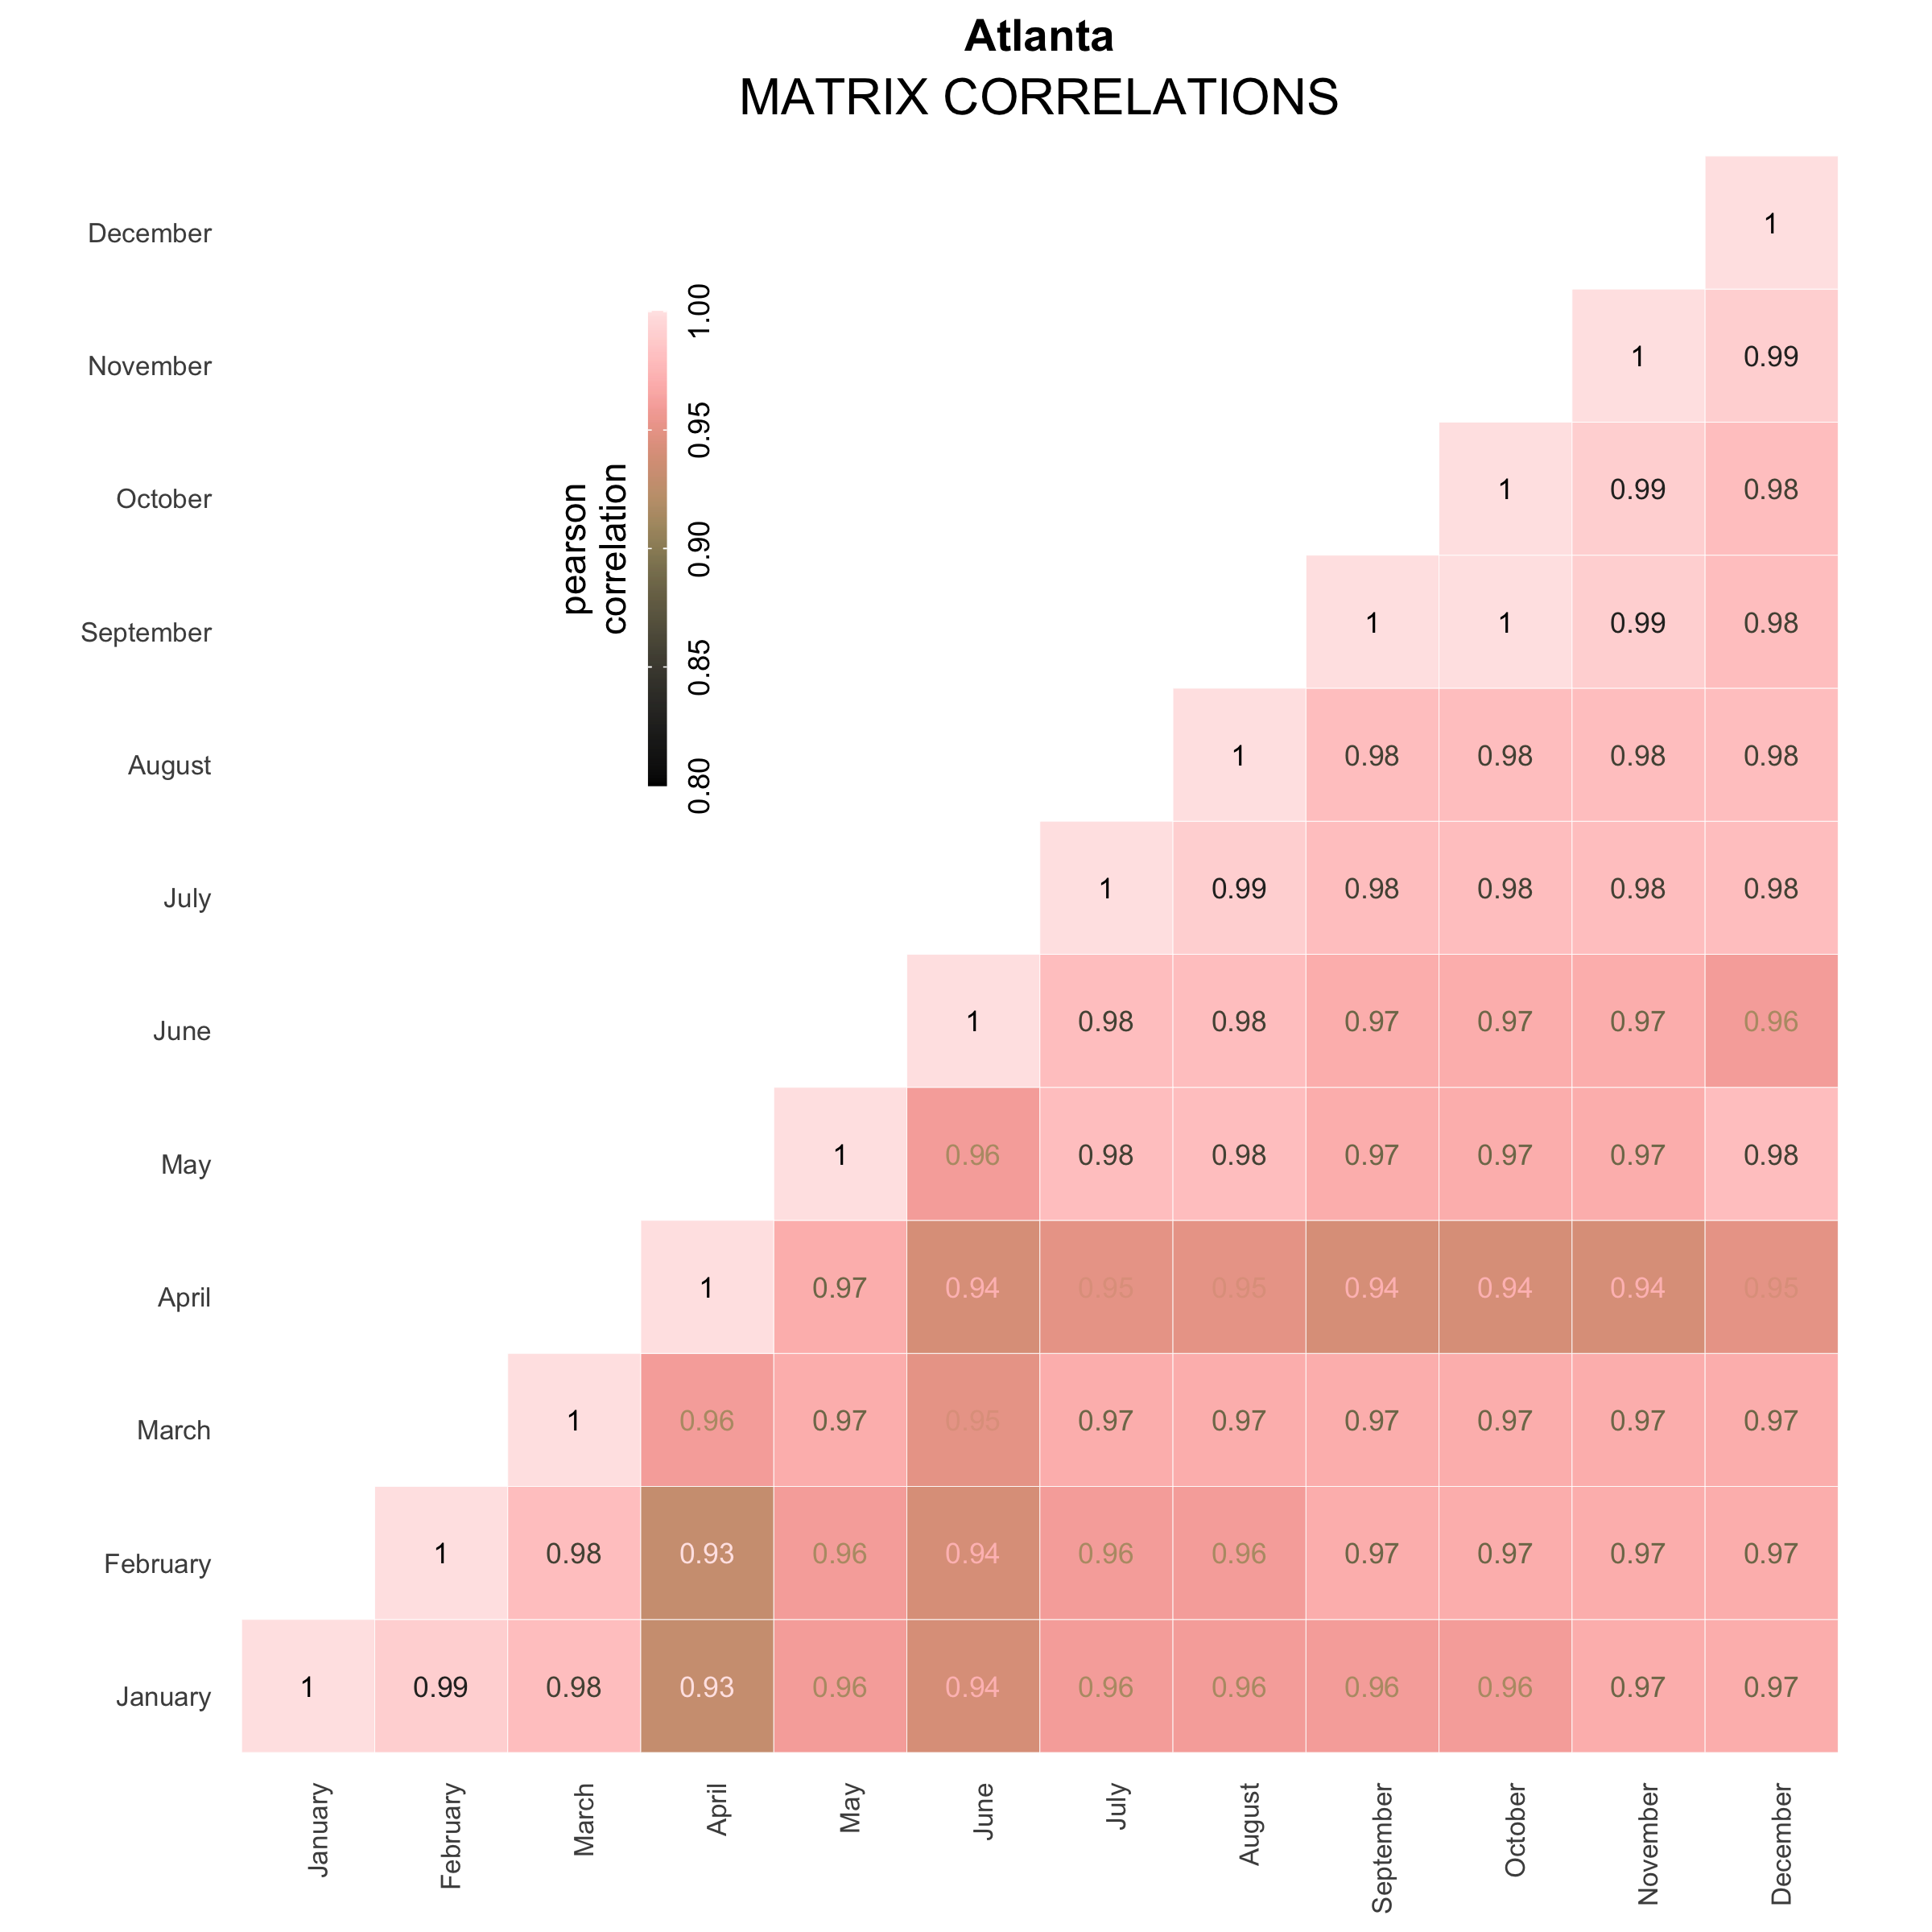 Atlanta
MATRIX CORRELATIONS
December
1
November
1 0.99
October
1 0.99 0.98
September
1 1 0.99 0.98
August
1 0.98 0.98 0.98 0.98
July
1 0.99 0.98 0.98 0.98 0.98
June
1 0.98 0.98 0.97 0.97 0.97 0.96
May
1 0.96 0.98 0.98 0.97 0.97 0.97 0.98
April
1 0.97 0.94 0.95 0.95 0.94 0.94 0.94 0.95
March
1 0.96 0.97 0.95 0.97 0.97 0.97 0.97 0.97 0.97
February
1 0.98 0.93 0.96 0.94 0.96 0.96 0.97 0.97 0.97 0.97
January
1 0.99 0.98 0.93 0.96 0.94 0.96 0.96 0.96 0.96 0.97 0.97
January
February
March
April
May
June
July
August
September
October
November
December
pearson
correlation
0.80
0.85
0.90
0.95
1.00